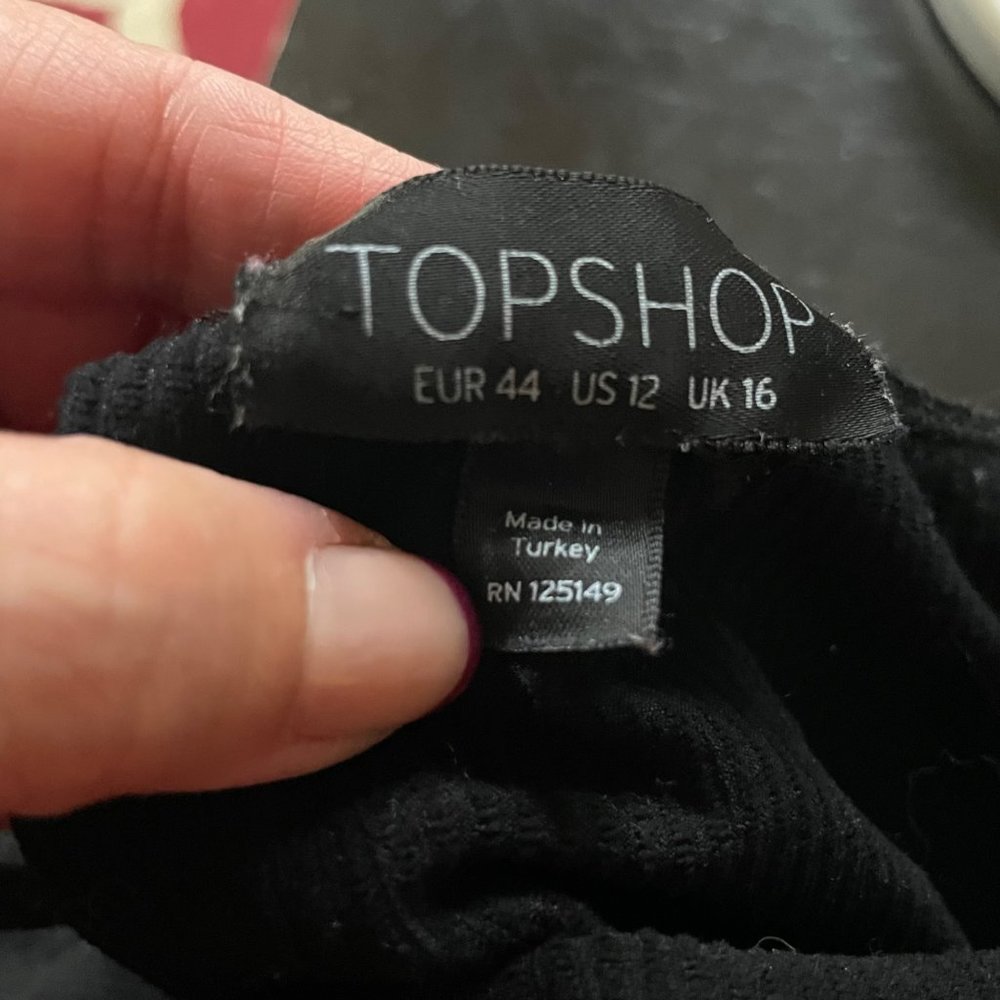 TOPSHOP
EUR 44 US 12 UK 16
Made in
Turkey
RN 125149